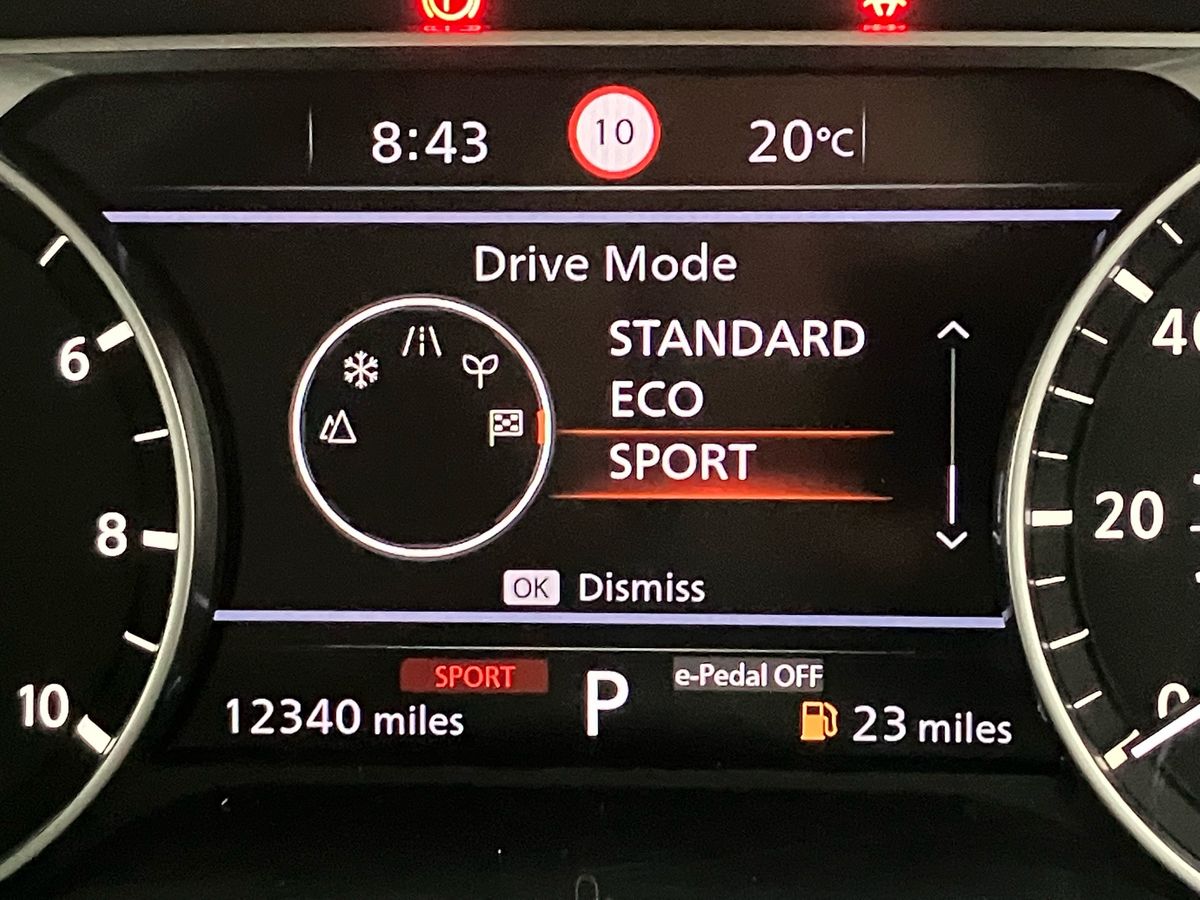 8:43 10 20°C
Drive Mode
STANDARD
ECO
SPORT
OK Dismiss
SPORT P e-Pedal OFF
12340 miles 23 miles
6
8
10
20
0